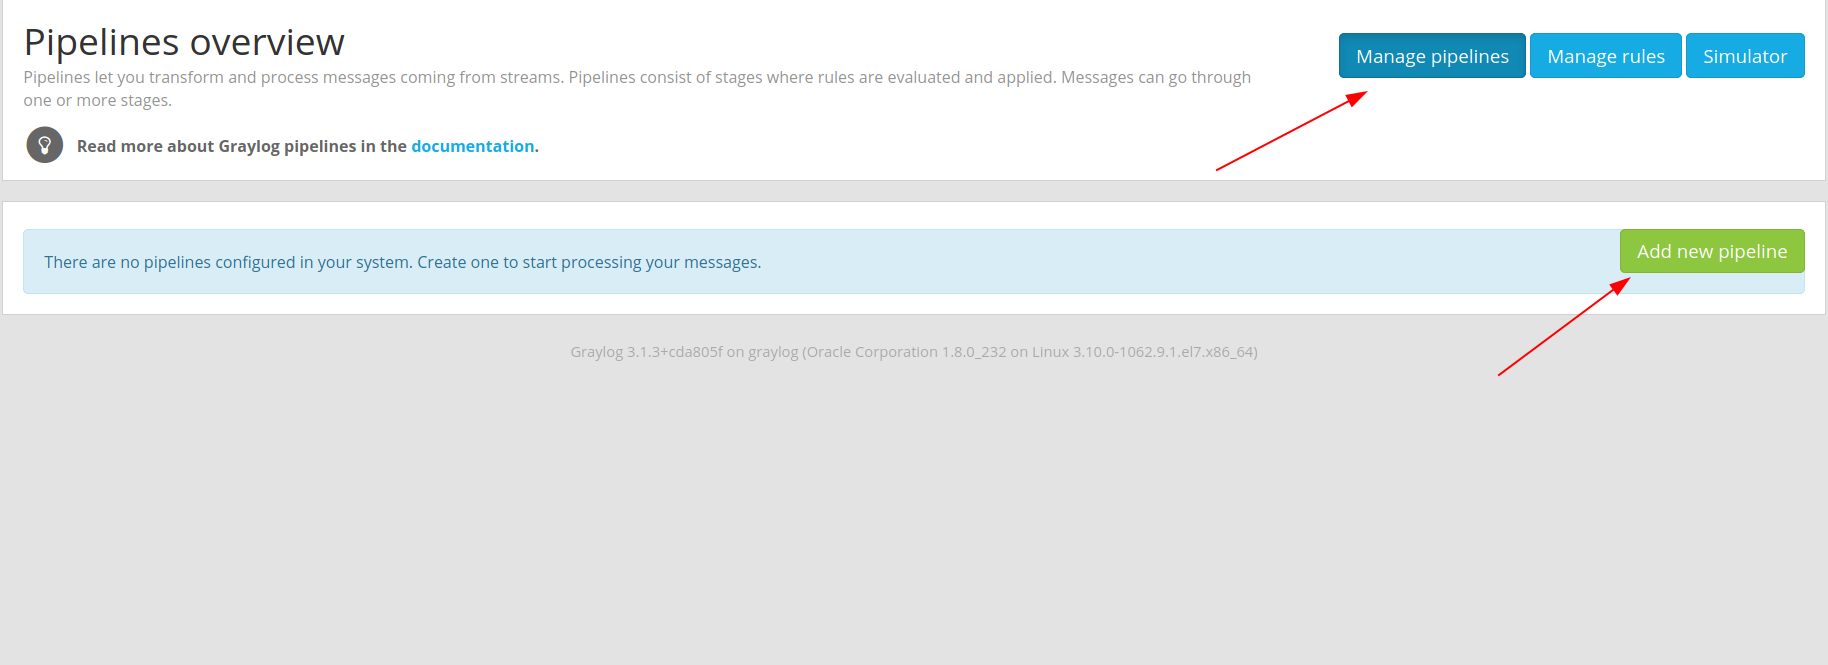 Pipelines overview
Manage pipelines
Manage rules
Simulator
Pipelines let you transform and process messages coming from streams. Pipelines consist of stages where rules are evaluated and applied. Messages can go through
one or more stages.
Read more about Graylog pipelines in the documentation.
There are no pipelines configured in your system. Create one to start processing your messages.
Add new pipeline
Graylog 3.1.3+cda805f on graylog (Oracle Corporation 1.8.0_232 on Linux 3.10.0-1062.9.1.el7.x86_64)